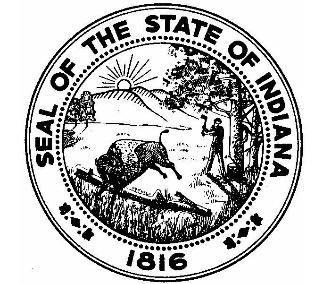 SEAL OF THE STATE OF INDIANA
1816